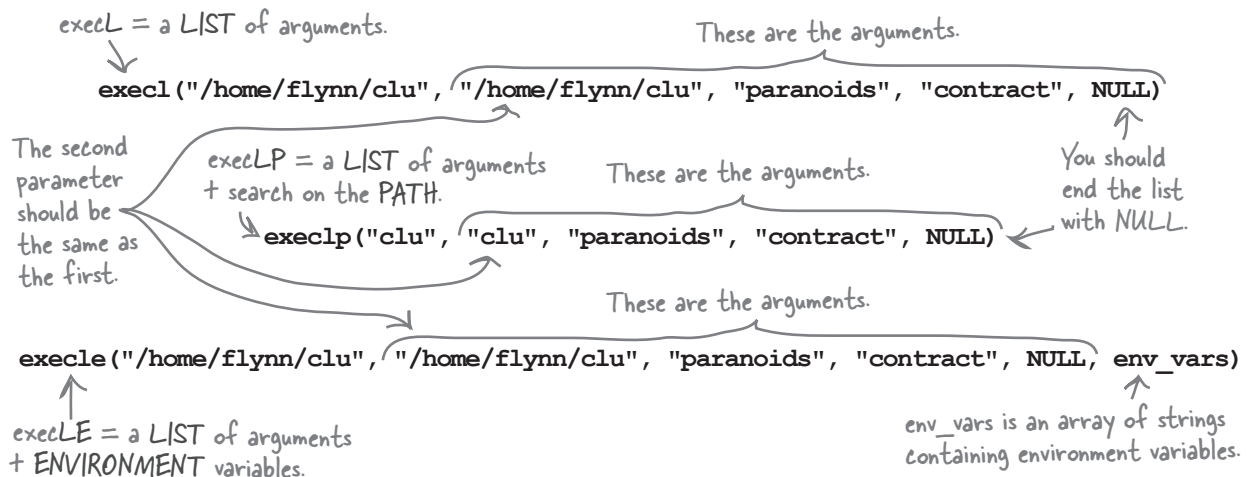 execL = a LIST of arguments.
These are the arguments.
execl("/home/flynn/clu", "/home/flynn/clu", "paranoids", "contract", NULL)
The second
parameter
should be
the same as
the first.
execLP = a LIST of arguments
+ search on the PATH.
These are the arguments.
You should
end the list
with NULL.
execlp("clu", "clu", "paranoids", "contract", NULL)
These are the arguments.
execle("/home/flynn/clu", "/home/flynn/clu", "paranoids", "contract", NULL, env_vars)
execLE = a LIST of arguments
+ ENVIRONMENT variables.
env_vars is an array of strings
containing environment variables.